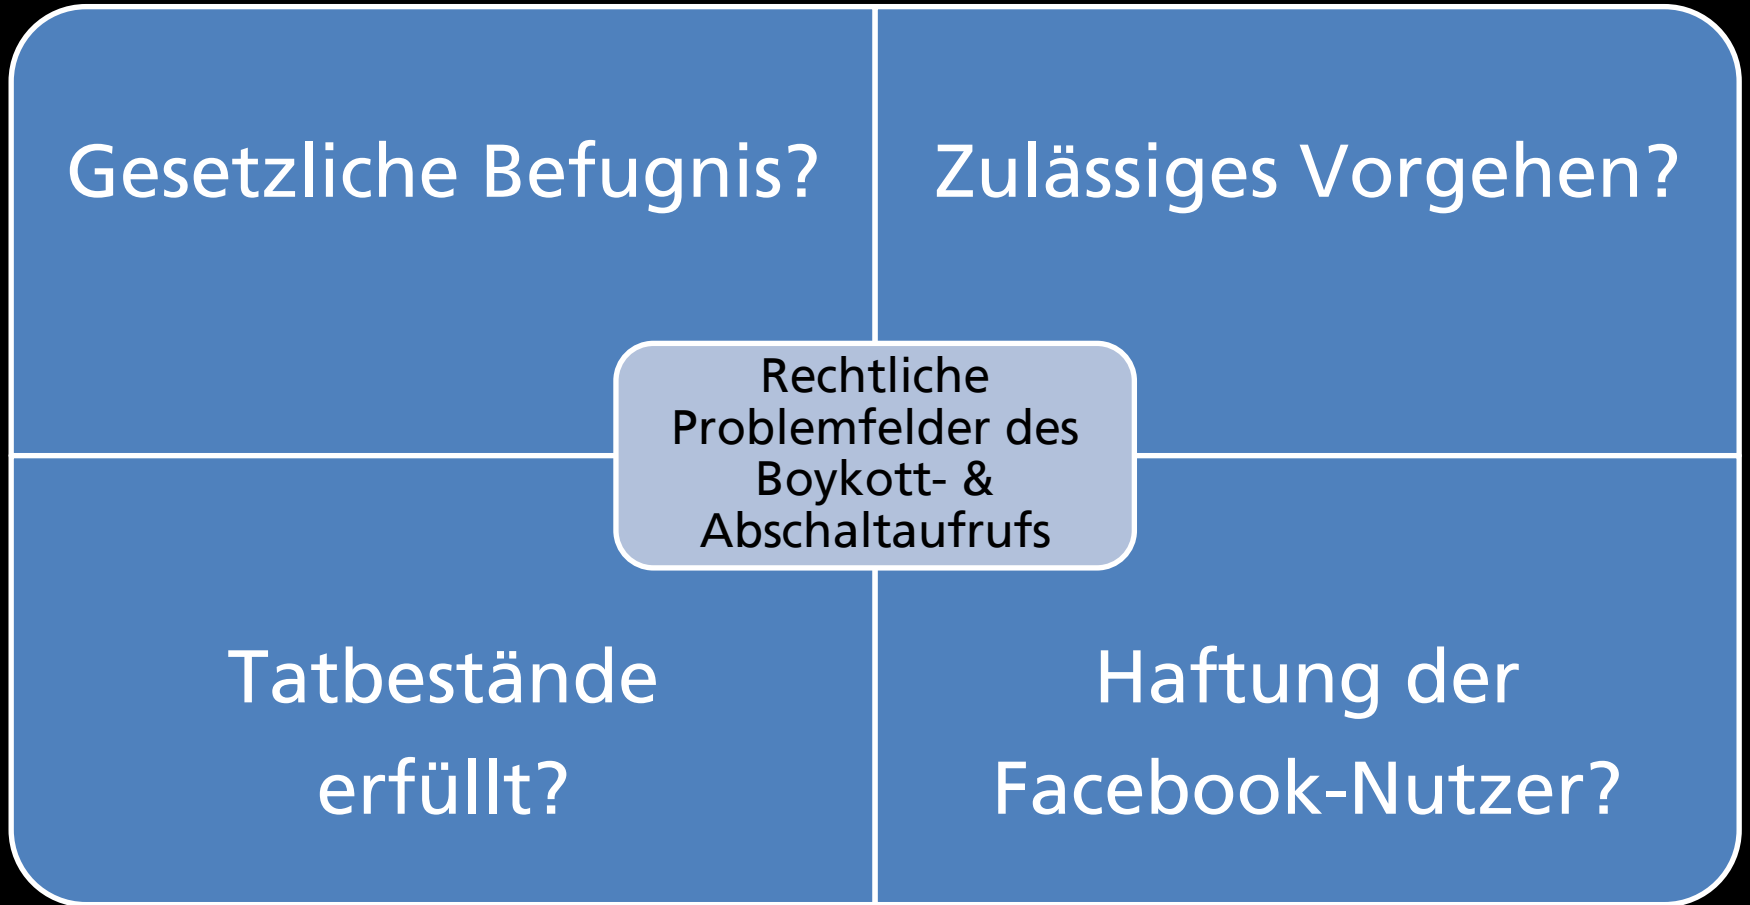 Gesetzliche Befugnis?
Zulässiges Vorgehen?
Rechtliche
Problemfelder des
Boykott- &
Abschaltaufrufs
Tatbestände
erfüllt?
Haftung der
Facebook-Nutzer?